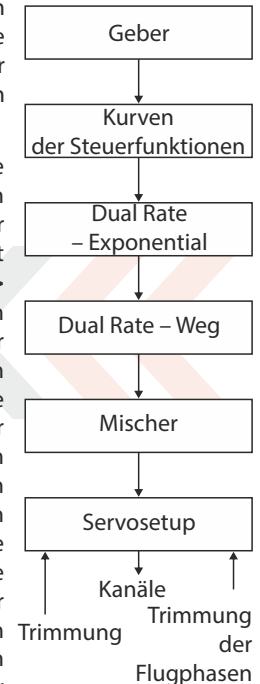 Geber
Kurven
der Steuerfunktionen
Dual Rate
– Exponential
Dual Rate – Weg
Mischer
Servosetup
Kanäle
Trimmung
Trimmung
der
Flugphasen